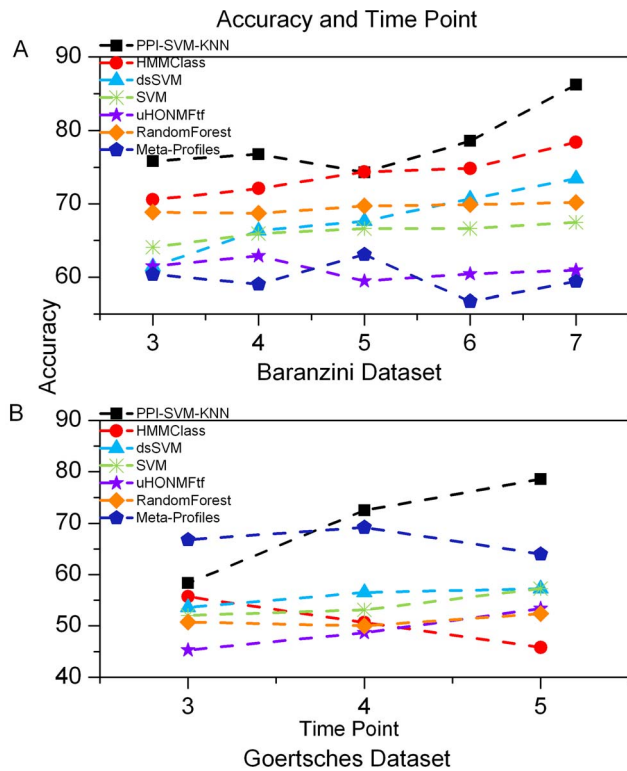 Accuracy and Time Point
A
90
80
70
60
PPI-SVM-KNN
HMMClass
dsSVM
SVM
uHONMFtf
RandomForest
Meta-Profiles
3 4 5 6 7
Baranzini Dataset
Accuracy
B
90
80
70
60
50
40
PPI-SVM-KNN
HMMClass
dsSVM
SVM
uHONMFtf
RandomForest
Meta-Profiles
3 4 5
Time Point
Goertsches Dataset